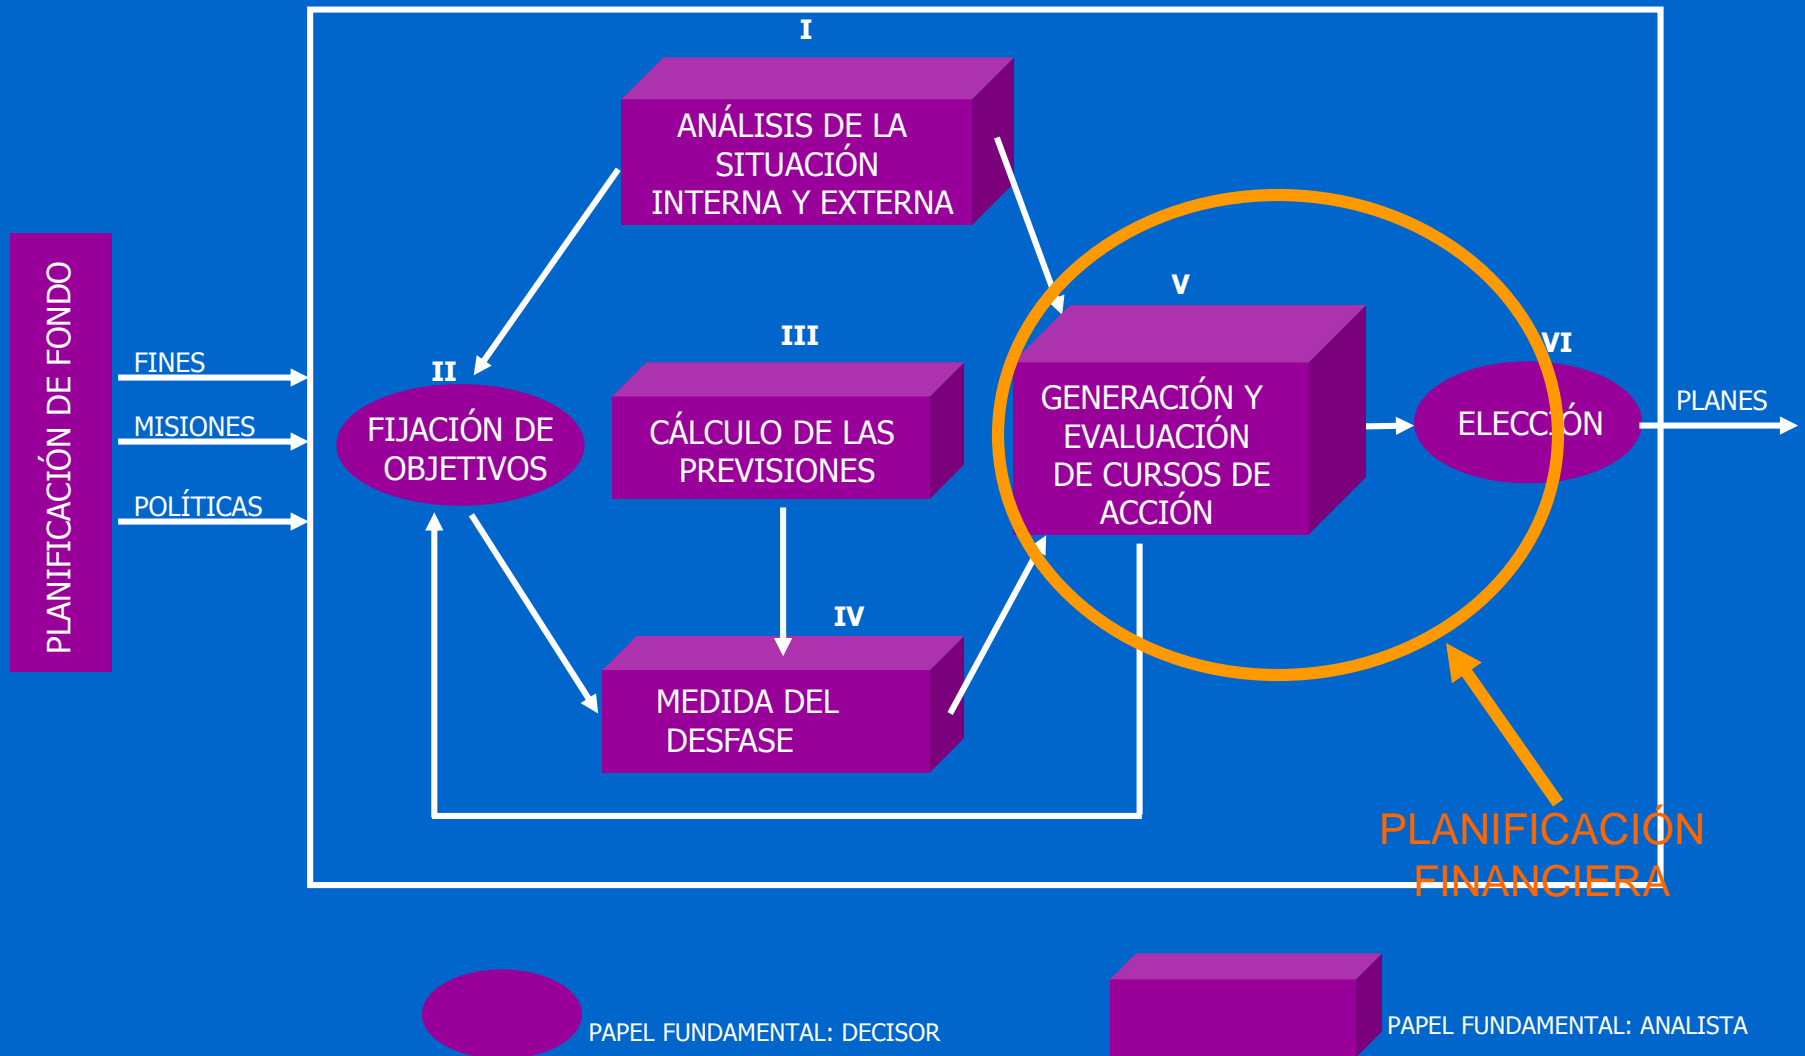 I
ANÁLISIS DE LA
SITUACIÓN
INTERNA Y EXTERNA
PLANIFICACIÓN DE FONDO
FINES
MISIONES
POLÍTICAS
II
FIJACIÓN DE
OBJETIVOS
III
CÁLCULO DE LAS
PREVISIONES
IV
MEDIDA DEL
DESFASE
V
GENERACIÓN Y
EVALUACIÓN
DE CURSOS DE
ACCIÓN
VI
ELECCIÓN
PLANES
PLANIFICACIÓN
FINANCIERA
PAPEL FUNDAMENTAL: DECISOR
PAPEL FUNDAMENTAL: ANALISTA